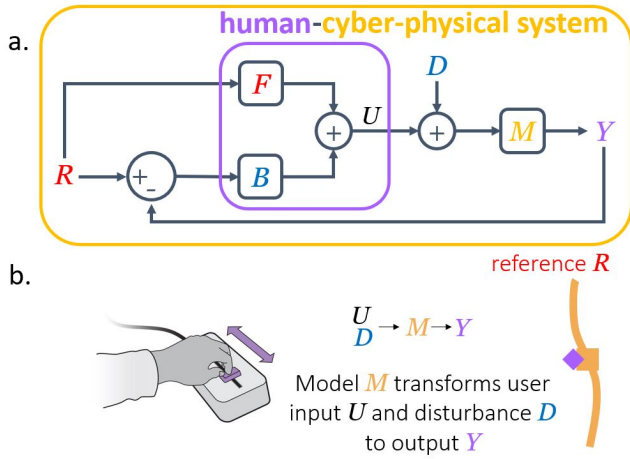 human-cyber-physical system
a.
F
D
U
+
+
M
Y
R
+
-
B
reference R
b.
U
D → M → Y
Model M transforms user
input U and disturbance D
to output Y